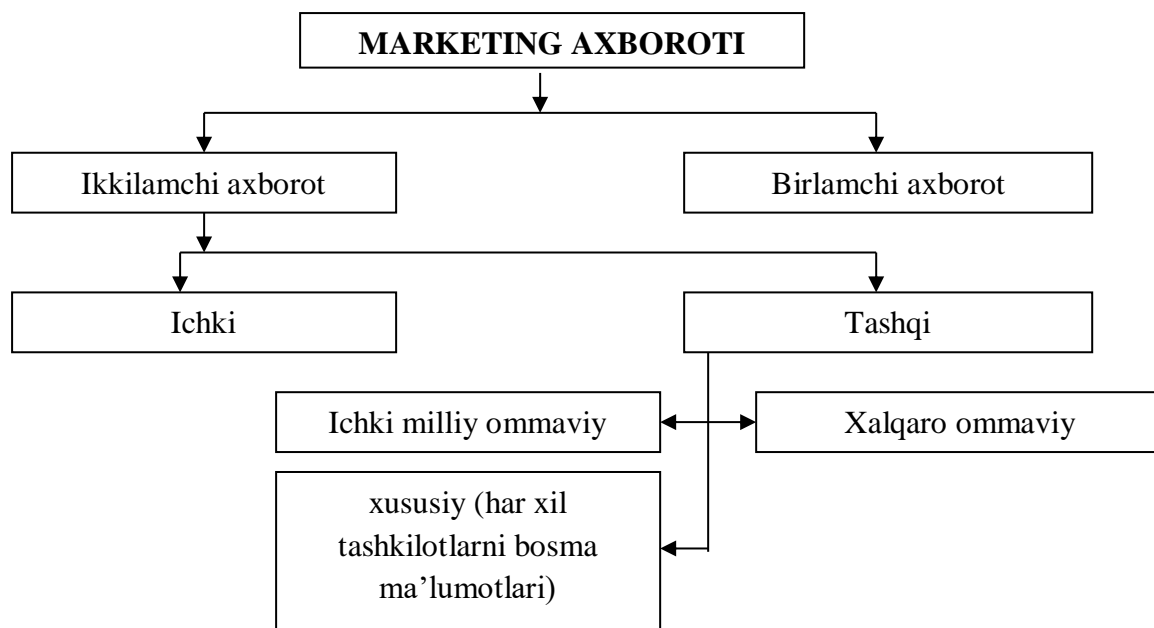 MARKETING AXBOROTI
Ikkilamchi axborot
Birlamchi axborot
Ichki
Tashqi
Ichki milliy ommaviy
Xalqaro ommaviy
xususiy (har xil
tashkilotlarni bosma
ma’lumotlari)